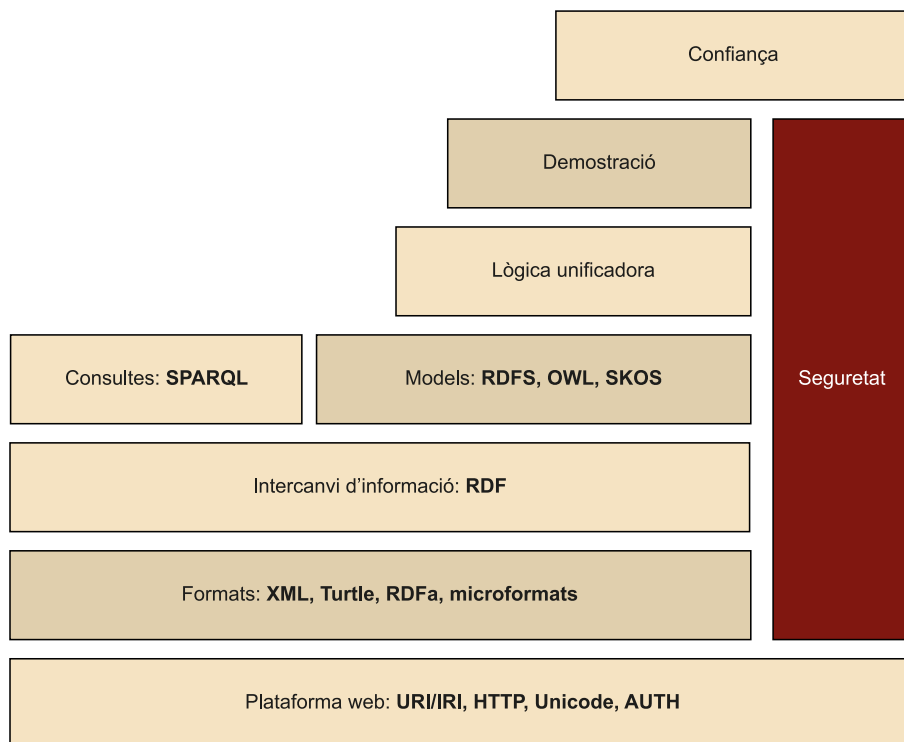 Confiança
Demostració
Lògica unificadora
Consultes: SPARQL
Models: RDFS, OWL, SKOS
Seguretat
Intercanvi d’informació: RDF
Formats: XML, Turtle, RDFa, microformats
Plataforma web: URI/IRI, HTTP, Unicode, AUTH